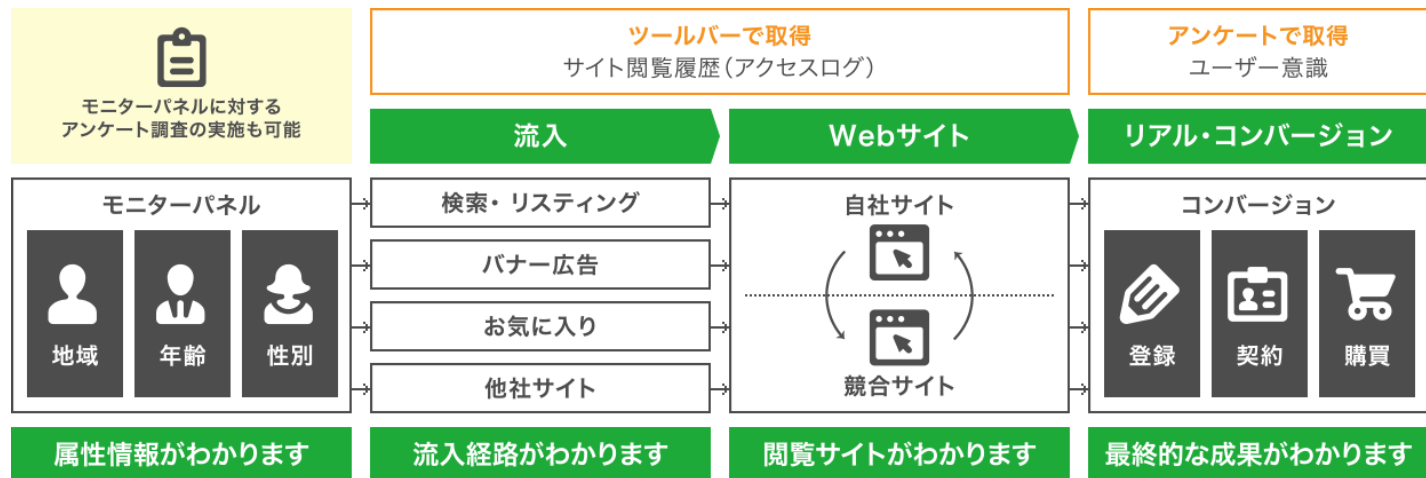 モニターパネルに対する
アンケート調査の実施も可能
ツールバーで取得
サイト閲覧履歴(アクセスログ)
アンケートで取得
ユーザー意識
流入
Webサイト
リアル・コンバージョン
モニターパネル
地域
年齢
性別
検索・リスティング
バナー広告
お気に入り
他社サイト
自社サイト
競合サイト
コンバージョン
登録
契約
購買
属性情報がわかります
流入経路がわかります
閲覧サイトがわかります
最終的な成果がわかります